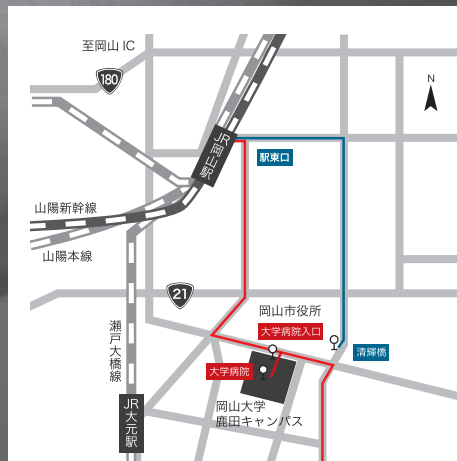 至岡山 IC
180
N
JR岡山駅
駅東口
山陽新幹線
山陽本線
21
岡山市役所
瀬戸大橋線
大学病院入口
清輝橋
大学病院
JR大元駅
岡山大学
鹿田キャンパス